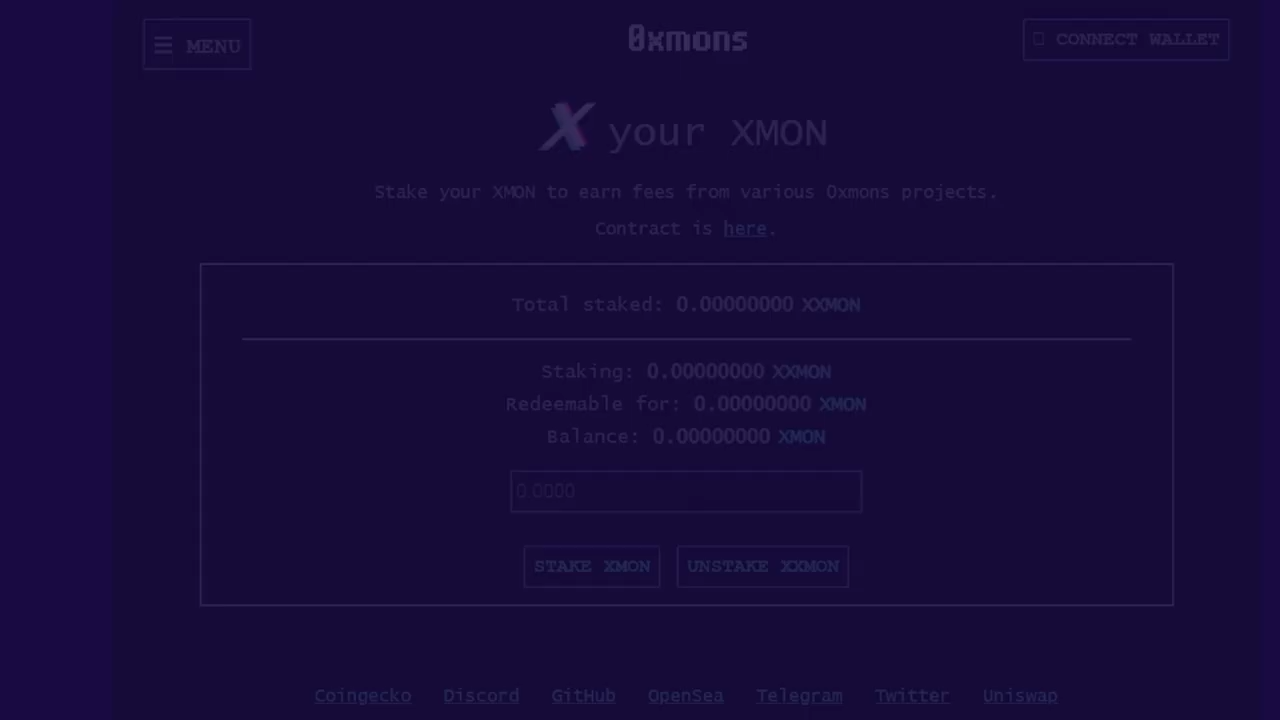 ☰ MENU
0xmons
CONNECT WALLET
X your XMON
Stake your XMON to earn fees from various 0xmons projects.
Contract is here.
Total staked: 0.00000000 XXMON
Staking: 0.00000000 XXMON
Redeemable for: 0.00000000 XMON
Balance: 0.00000000 XMON
0.0000
STAKE XMON
UNSTAKE XXMON
Coingecko Discord GitHub OpenSea Telegram Twitter Uniswap